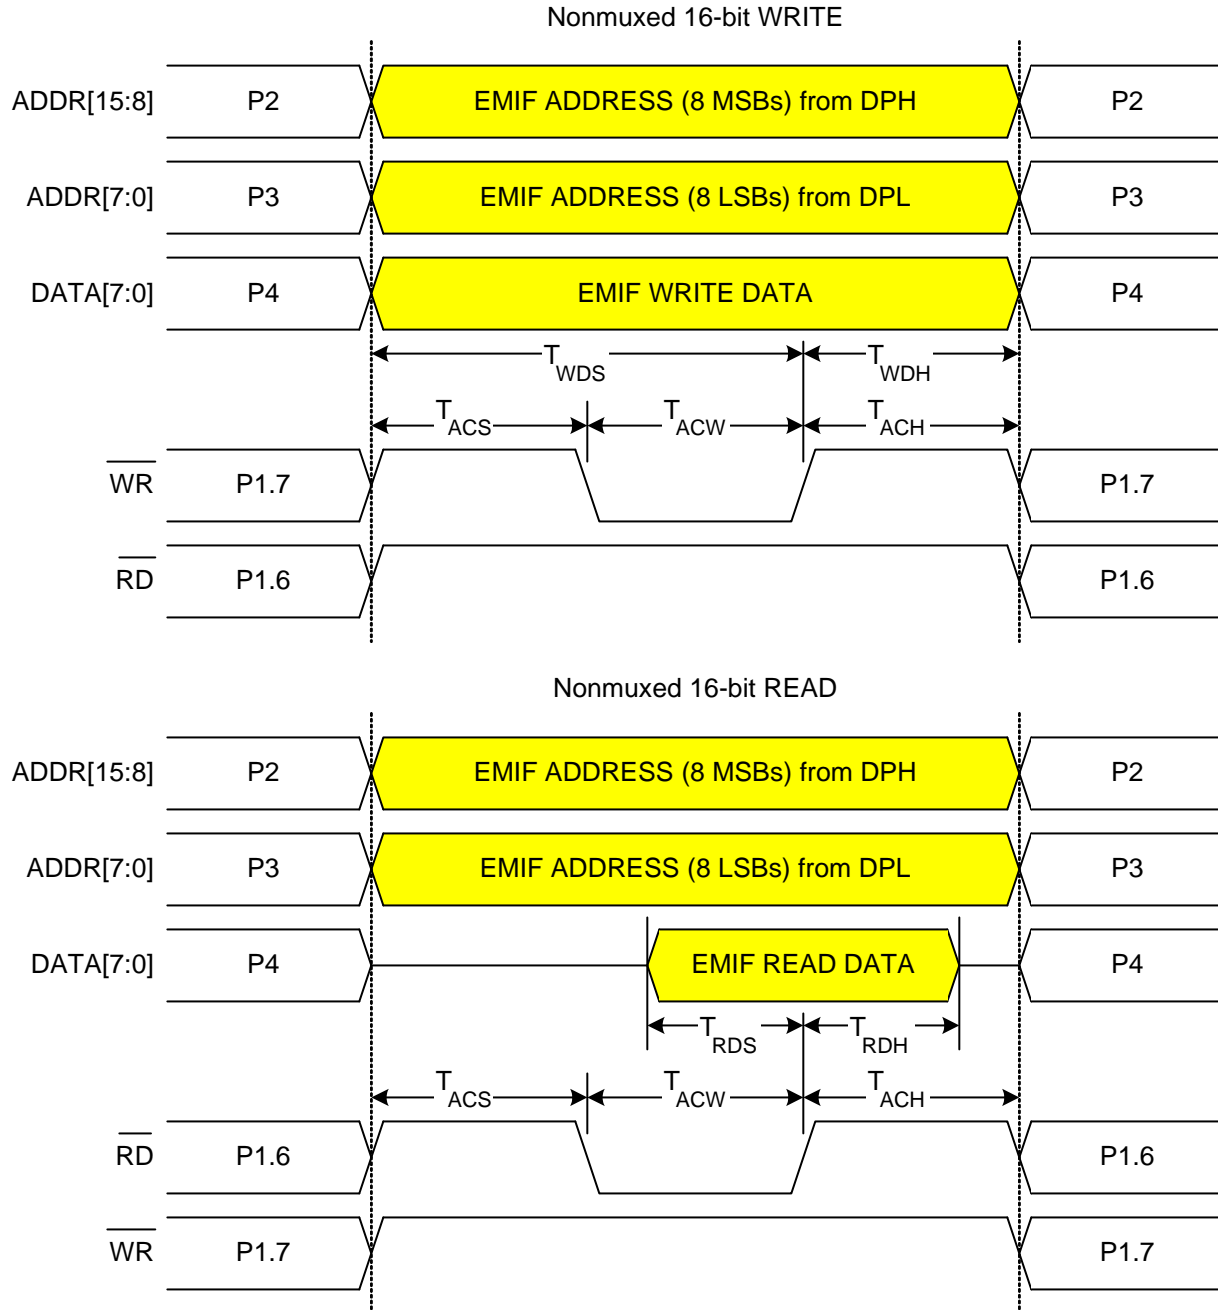 Nonmuxed 16-bit WRITE
ADDR[15:8] P2 EMIF ADDRESS (8 MSBs) from DPH P2
ADDR[7:0] P3 EMIF ADDRESS (8 LSBs) from DPL P3
DATA[7:0] P4 EMIF WRITE DATA P4
TWDS TWDH
TACS TACW TACH
WR P1.7 P1.7
RD P1.6 P1.6
Nonmuxed 16-bit READ
ADDR[15:8] P2 EMIF ADDRESS (8 MSBs) from DPH P2
ADDR[7:0] P3 EMIF ADDRESS (8 LSBs) from DPL P3
DATA[7:0] P4 EMIF READ DATA P4
TRDS TRDH
TACS TACW TACH
RD P1.6 P1.6
WR P1.7 P1.7